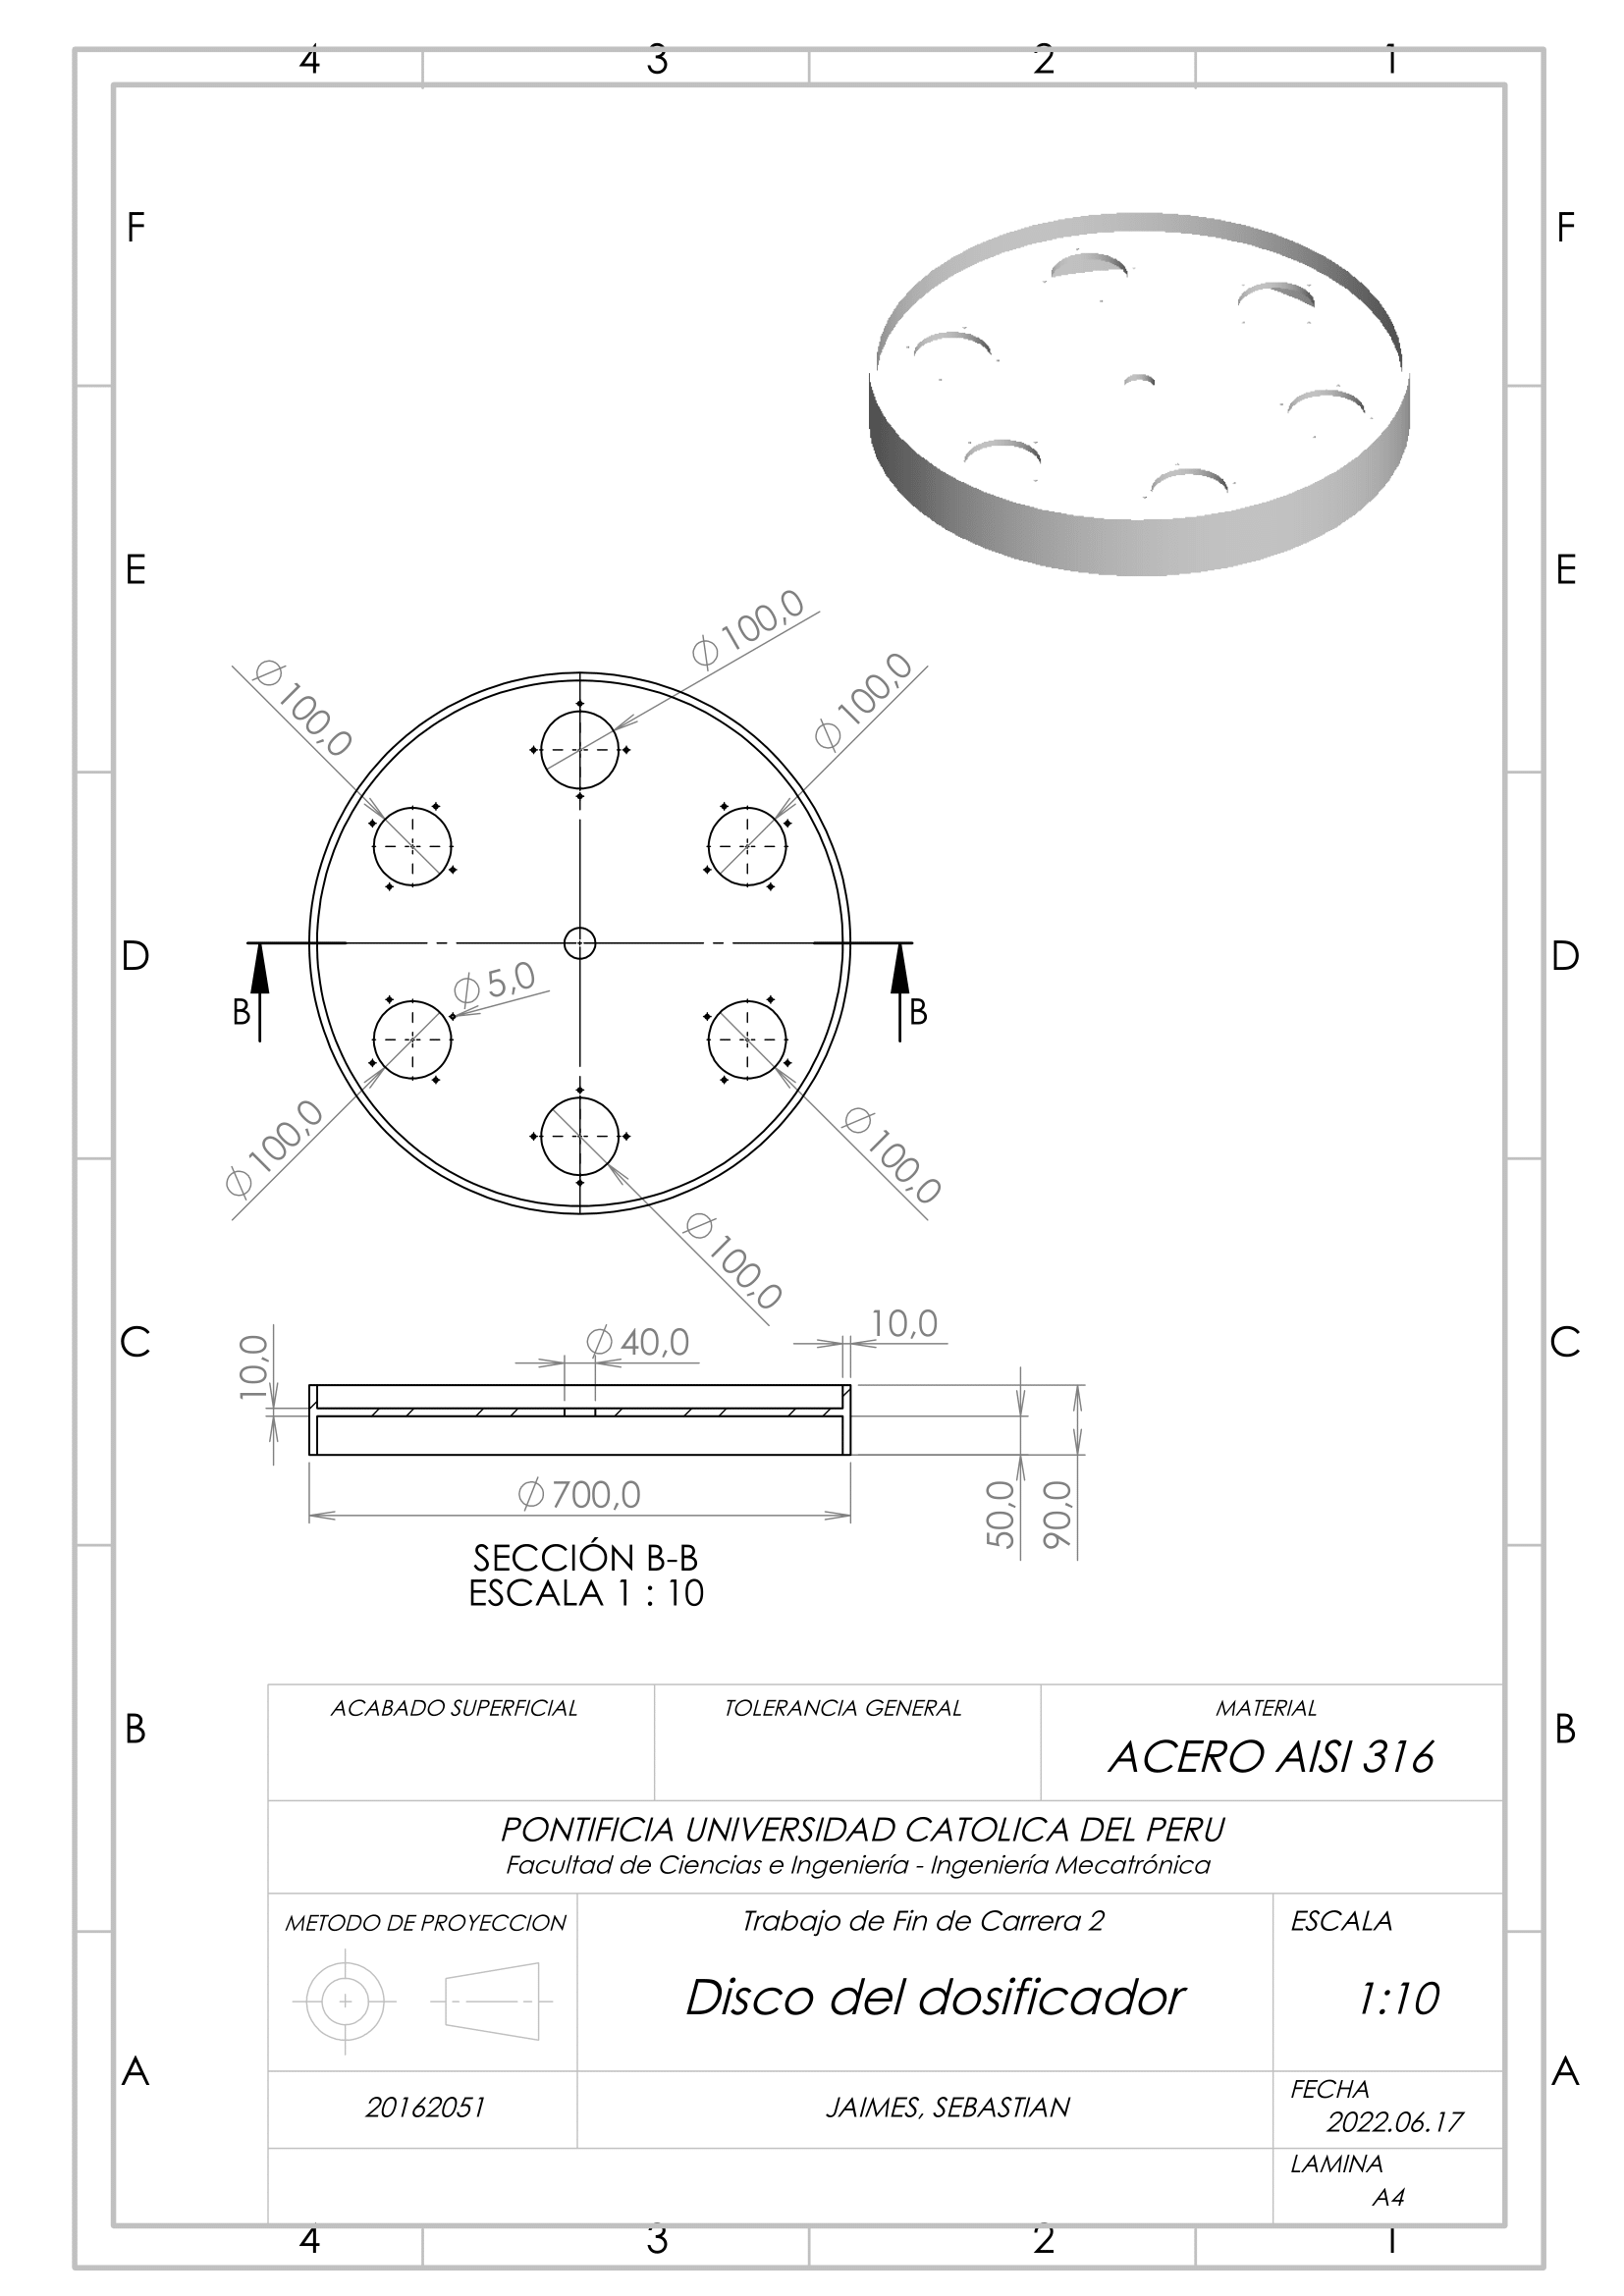 4 3 2 1
F F
E E
Ø100,0
Ø100,0 Ø100,0
D D
Ø5,0
B B
Ø100,0 Ø100,0
Ø100,0
C C
10,0 Ø40,0 10,0
Ø700,0 50,0 90,0
SECCIÓN B-B
ESCALA 1 : 10
ACABADO SUPERFICIAL TOLERANCIA GENERAL MATERIAL
B B
ACERO AISI 316
PONTIFICIA UNIVERSIDAD CATOLICA DEL PERU
Facultad de Ciencias e Ingeniería - Ingeniería Mecatrónica
METODO DE PROYECCION Trabajo de Fin de Carrera 2 ESCALA
Disco del dosificador 1:10
A A
20162051 JAIMES, SEBASTIAN FECHA
2022.06.17
LAMINA
A4
4 3 2 1